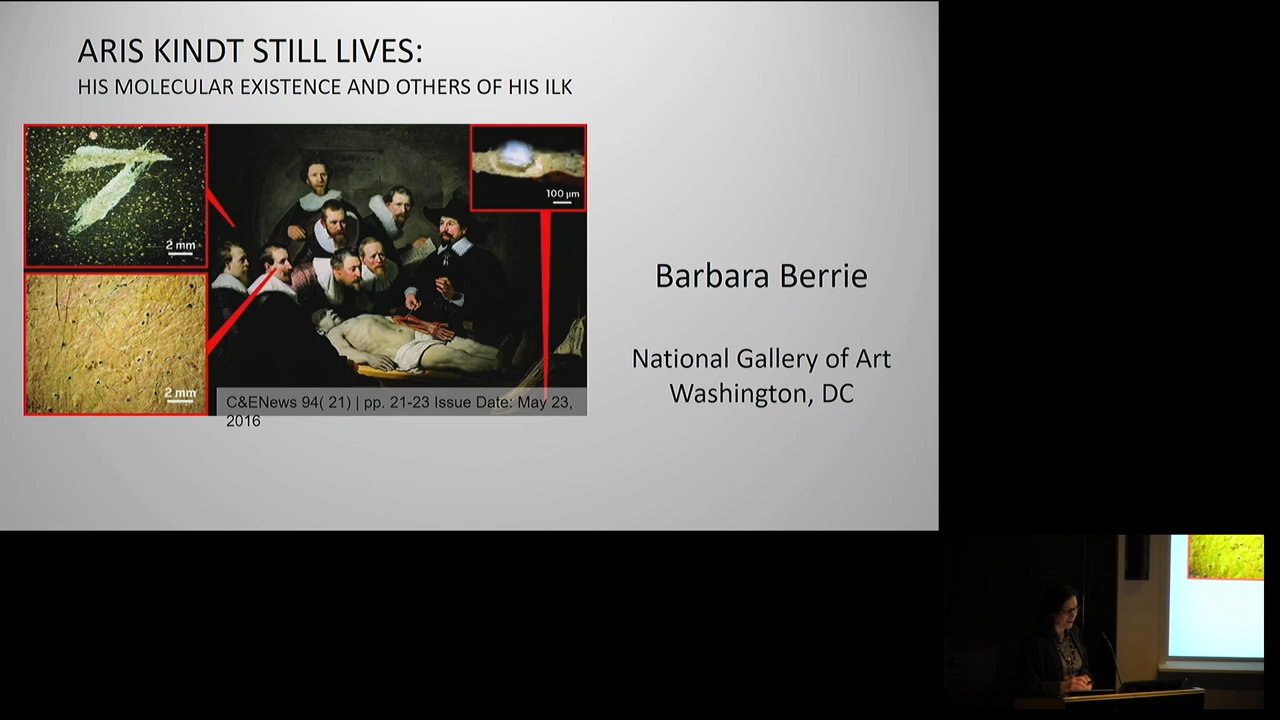 ARIS KINDT STILL LIVES:
HIS MOLECULAR EXISTENCE AND OTHERS OF HIS ILK
2 mm
100 µm
2 mm
C&ENews 94( 21) | pp. 21-23 Issue Date: May 23,
2016
Barbara Berrie
National Gallery of Art
Washington, DC